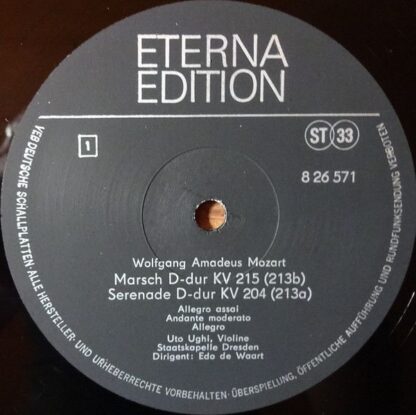 ETERNA
EDITION
1
ST 33
8 26 571
Wolfgang Amadeus Mozart
Marsch D-dur KV 215 (213b)
Serenade D-dur KV 204 (213a)
Allegro assai
Andante moderato
Allegro
Uto Ughi, Violine
Staatskapelle Dresden
Dirigent: Edo de Waart
VEB DEUTSCHE SCHALLPLATTEN · ALLE HERSTELLER- UND URHEBERRECHTE VORBEHALTEN · ÜBERSPIELUNG, ÖFFENTLICHE AUFFÜHRUNG UND RUNDFUNKSENDUNG VERBOTEN